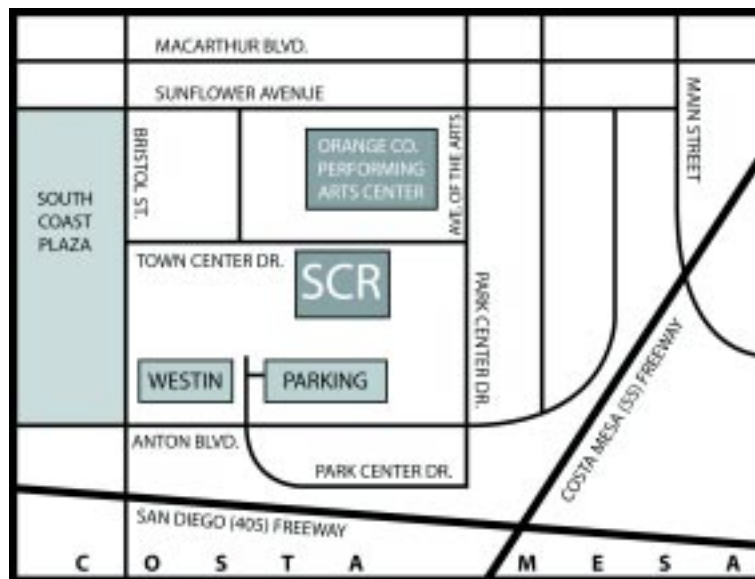 MACARTHUR BLVD.
SUNFLOWER AVENUE
MAIN STREET
BRISTOL ST.
ORANGE CO.
PERFORMING
ARTS CENTER
AVE. OF THE ARTS
SOUTH
COAST
PLAZA
TOWN CENTER DR.
SCR
PARK CENTER DR.
WESTIN
PARKING
COSTA MESA (55) FREEWAY
ANTON BLVD.
PARK CENTER DR.
SAN DIEGO (405) FREEWAY
C O S T A M E S A